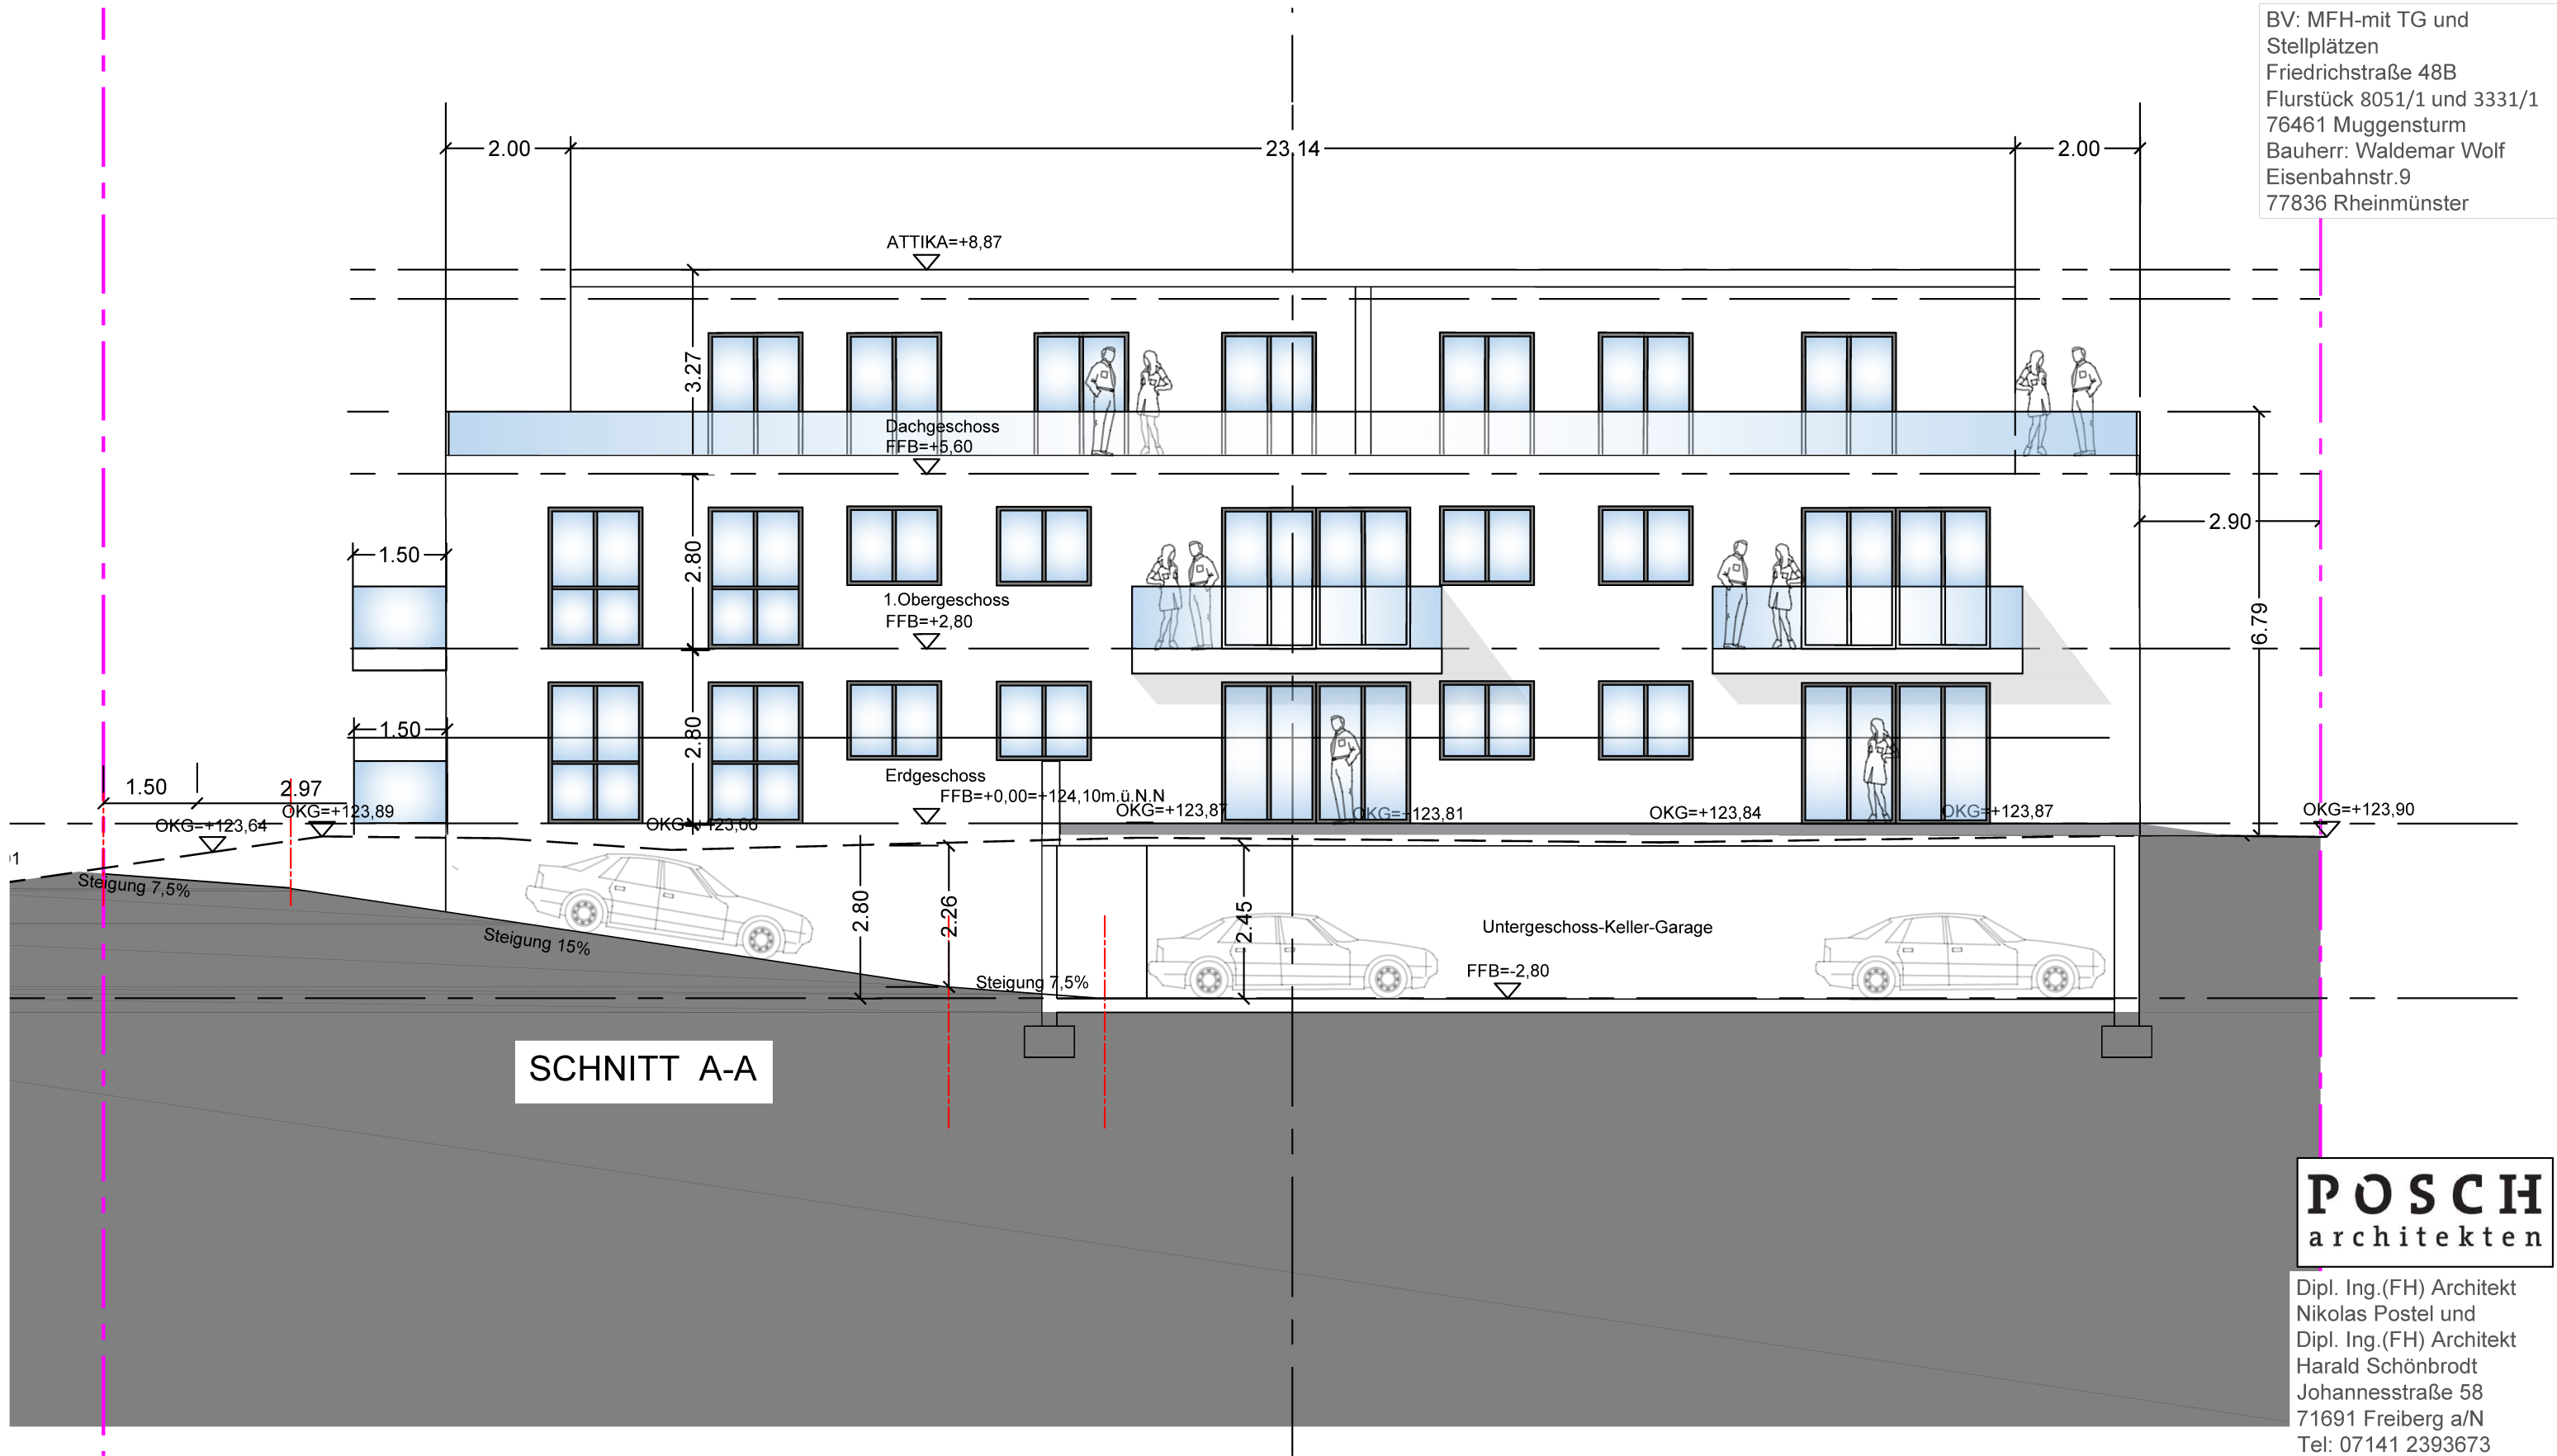 BV: MFH-mit TG und
Stellplätzen
Friedrichstraße 48B
Flurstück 8051/1 und 3331/1
76461 Muggensturm
Bauherr: Waldemar Wolf
Eisenbahnstr.9
77836 Rheinmünster
2.00
23.14
2.00
ATTIKA=+8,87
3.27
Dachgeschoss
FFB=+5,60
2.90
1.50
2.80
1.Obergeschoss
FFB=+2,80
6.79
1.50
2.80
Erdgeschoss
FFB=+0,00=+124,10m.ü.N.N
1.50
2.97
OKG=+123,64
OKG=+123,89
OKG=+123,66
OKG=+123,87
OKG=+123,81
OKG=+123,84
OKG=+123,87
OKG=+123,90
Steigung 7,5%
Steigung 15%
2.80
2.26
2.45
Untergeschoss-Keller-Garage
FFB=-2,80
Steigung 7,5%
SCHNITT A-A
POSCH
architekten
Dipl. Ing.(FH) Architekt
Nikolas Postel und
Dipl. Ing.(FH) Architekt
Harald Schönbrodt
Johannesstraße 58
71691 Freiberg a/N
Tel: 07141 2393673